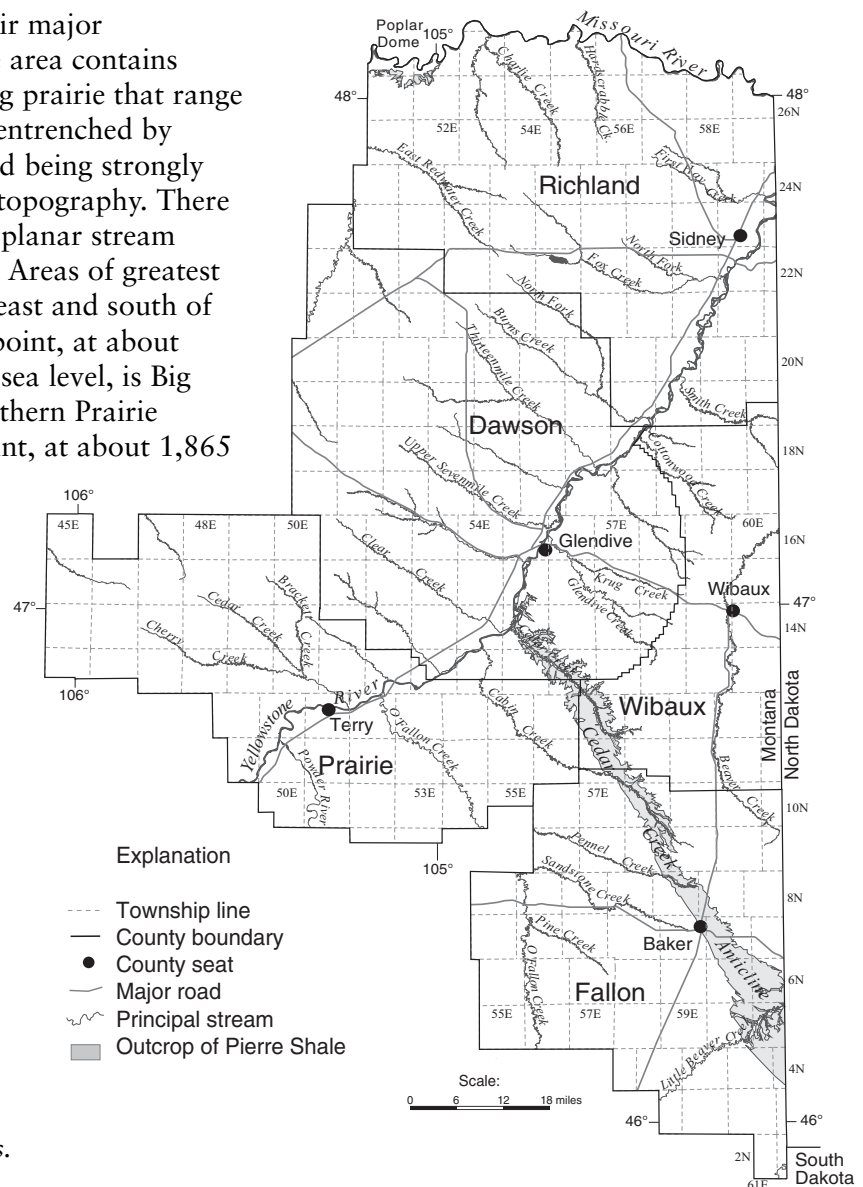 ir major
area contains
g prairie that range
entrenched by
d being strongly
topography. There
planar stream
Areas of greatest
east and south of
point, at about
sea level, is Big
thern Prairie
nt, at about 1,865
Poplar
Dome
105°
Missouri River
48°
48°
26N
Charlie Creek
Hardscrabble Ck.
52E
54E
56E
58E
East Redwater Creek
First Hay Creek
24N
Richland
Sidney
North Fork
Fox Creek
22N
North Fork
Burns Creek
Thirteenmile Creek
20N
Smith Creek
Dawson
18N
Cottonwood Creek
Upper Sevenmile Creek
106°
45E
48E
50E
54E
57E
60E
16N
Glendive
Clear Creek
Krug Creek
Glendive Creek
Wibaux
47°
47°
14N
Brackett Creek
Cedar Creek
Cherry Creek
106°
Yellowstone River
Terry
Cabin Creek
O'Fallon Creek
Powder River
Wibaux
Montana
North Dakota
Prairie
Cedar Creek Anticline
Beaver Creek
50E
53E
55E
57E
10N
105°
Pennel Creek
Sandstone Creek
8N
Pine Creek
Baker
O'Fallon Creek
Fallon
6N
55E
57E
59E
Little Beaver Creek
4N
Explanation
Township line
County boundary
County seat
Major road
Principal stream
Outcrop of Pierre Shale
Scale:
0 6 12 18 miles
46°
46°
s.
2N
61E
South
Dakota